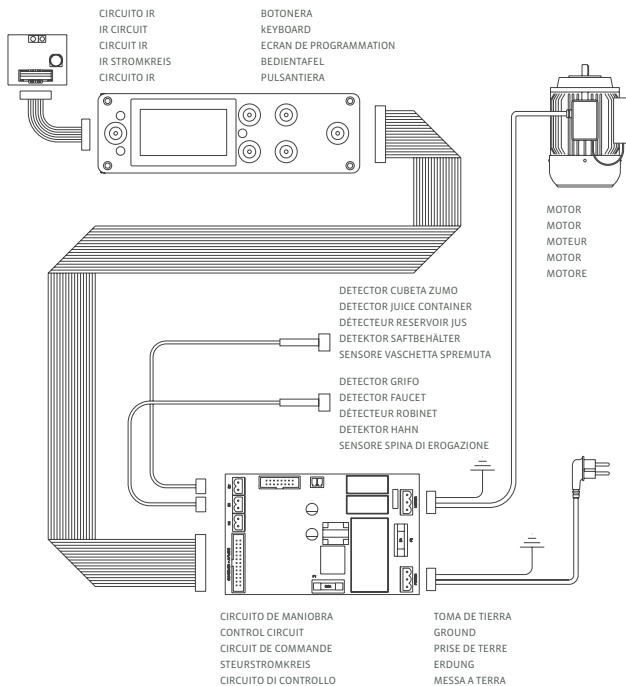 CIRCUITO IR
IR CIRCUIT
CIRCUIT IR
IR STROMKREIS
CIRCUITO IR
BOTONERA
kEYBOARD
ECRAN DE PROGRAMMATION
BEDIENTAFEL
PULSANTIERA
MOTOR
MOTOR
MOTEUR
MOTOR
MOTORE
DETECTOR CUBETA ZUMO
DETECTOR JUICE CONTAINER
DÉTECTEUR RESERVOIR JUS
DETEKTOR SAFTBEHÄLTER
SENSORE VASCHETTA SPREMUTA
DETECTOR GRIFO
DETECTOR FAUCET
DÉTECTEUR ROBINET
DETEKTOR HAHN
SENSORE SPINA DI EROGAZIONE
CIRCUITO DE MANIOBRA
CONTROL CIRCUIT
CIRCUIT DE COMMANDE
STEURSTROMKREIS
CIRCUITO DI CONTROLLO
TOMA DE TIERRA
GROUND
PRISE DE TERRE
ERDUNG
MESSA A TERRA